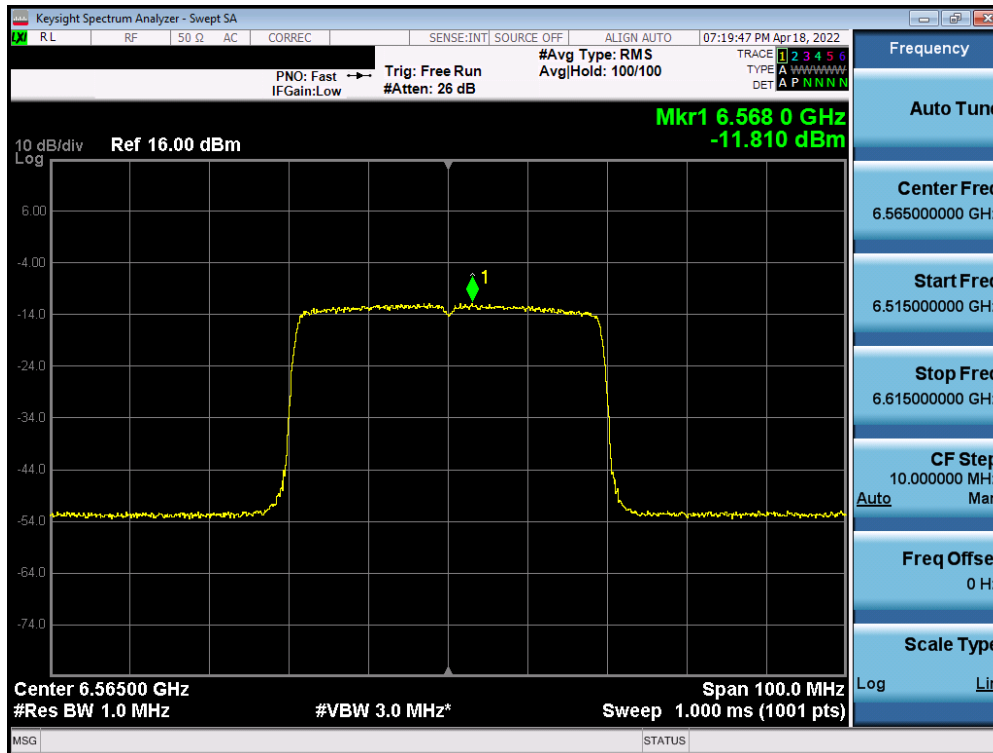 Keysight Spectrum Analyzer - Swept SA
LXI RL RF 50 Ω AC CORREC SENSE:INT SOURCE OFF ALIGN AUTO 07:19:47 PM Apr 18, 2022
PNO: Fast
IFGain:Low
Trig: Free Run
#Atten: 26 dB
#Avg Type: RMS
Avg|Hold: 100/100
TRACE 1 2 3 4 5 6
TYPE A WWWWW
DET A P N N N N
Mkr1 6.568 0 GHz
-11.810 dBm
10 dB/div Ref 16.00 dBm
Log
6.00
-4.00
1
-14.0
-24.0
-34.0
-44.0
-54.0
-64.0
-74.0
Center 6.56500 GHz Span 100.0 MHz
#Res BW 1.0 MHz #VBW 3.0 MHz* Sweep 1.000 ms (1001 pts)
MSG STATUS
Frequency
Auto Tun
Center Fre
6.565000000 GH
Start Fre
6.515000000 GH
Stop Fre
6.615000000 GH
CF Step
10.000000 MH
Auto Ma
Freq Offse
0 H
Scale Type
Log Li